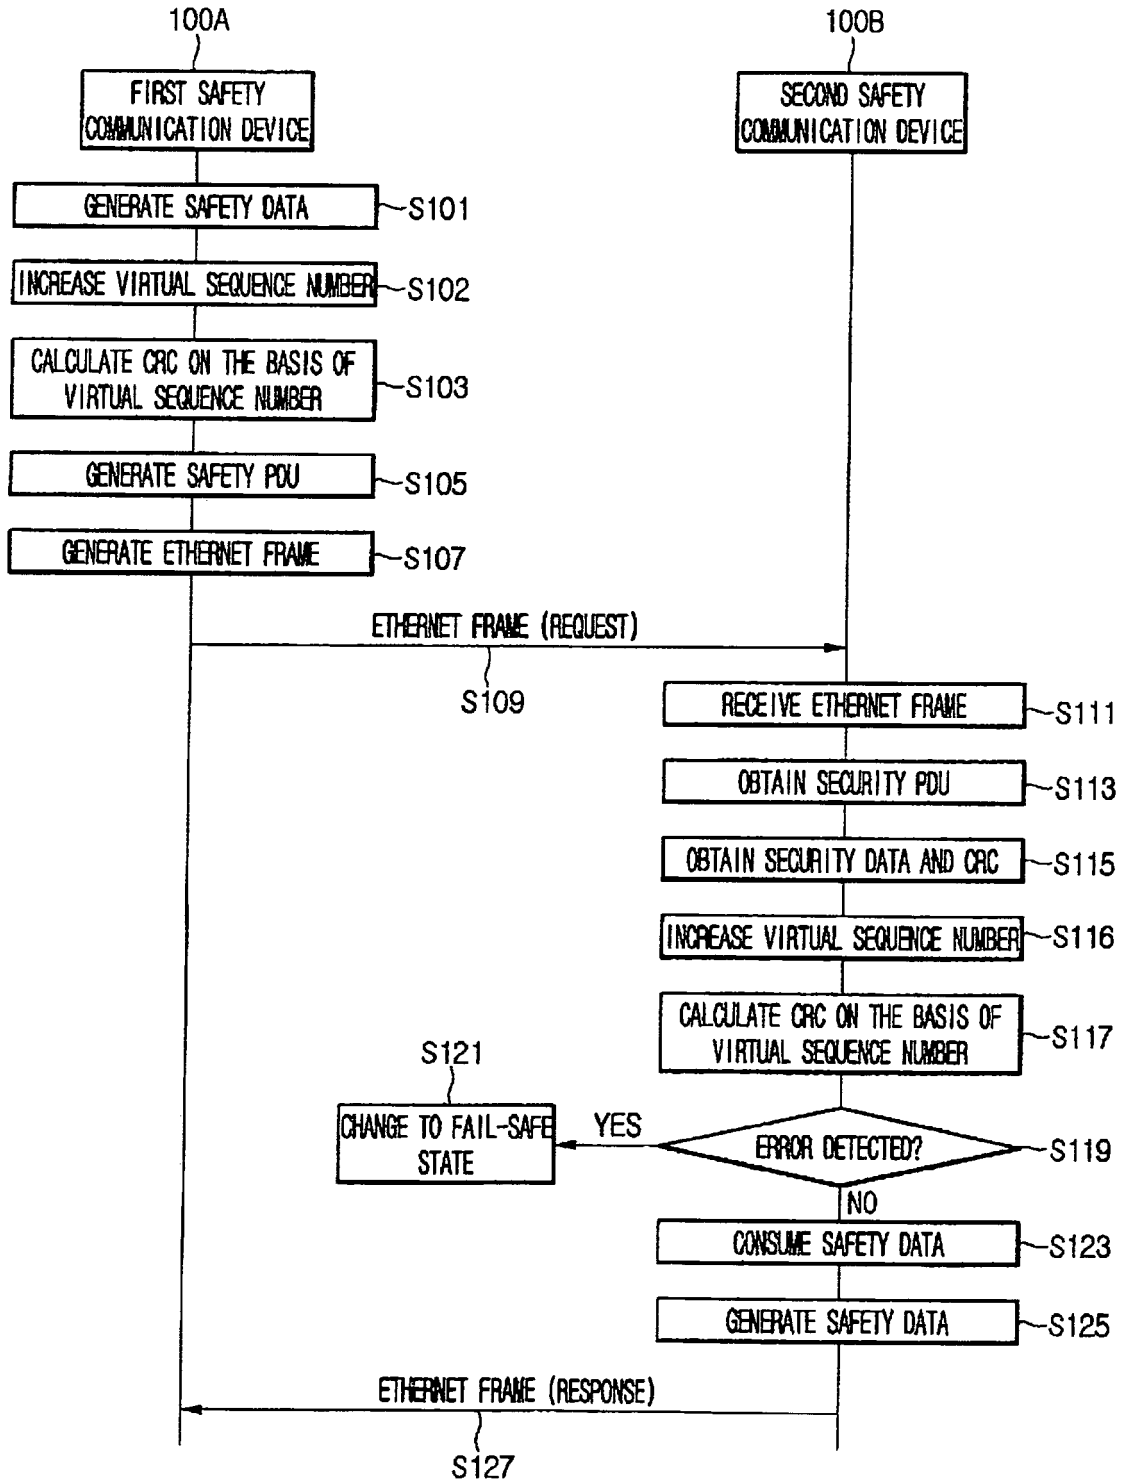 100A
100B
FIRST SAFETY
COMMUNICATION DEVICE
SECOND SAFETY
COMMUNICATION DEVICE
GENERATE SAFETY DATA
S101
INCREASE VIRTUAL SEQUENCE NUMBER
S102
CALCULATE CRC ON THE BASIS OF
VIRTUAL SEQUENCE NUMBER
S103
GENERATE SAFETY PDU
S105
GENERATE ETHERNET FRAME
S107
ETHERNET FRAME (REQUEST)
S109
RECEIVE ETHERNET FRAME
S111
OBTAIN SECURITY PDU
S113
OBTAIN SECURITY DATA AND CRC
S115
INCREASE VIRTUAL SEQUENCE NUMBER
S116
CALCULATE CRC ON THE BASIS OF
VIRTUAL SEQUENCE NUMBER
S117
S121
CHANGE TO FAIL-SAFE
STATE
YES
ERROR DETECTED?
S119
NO
CONSUME SAFETY DATA
S123
GENERATE SAFETY DATA
S125
ETHERNET FRAME (RESPONSE)
S127